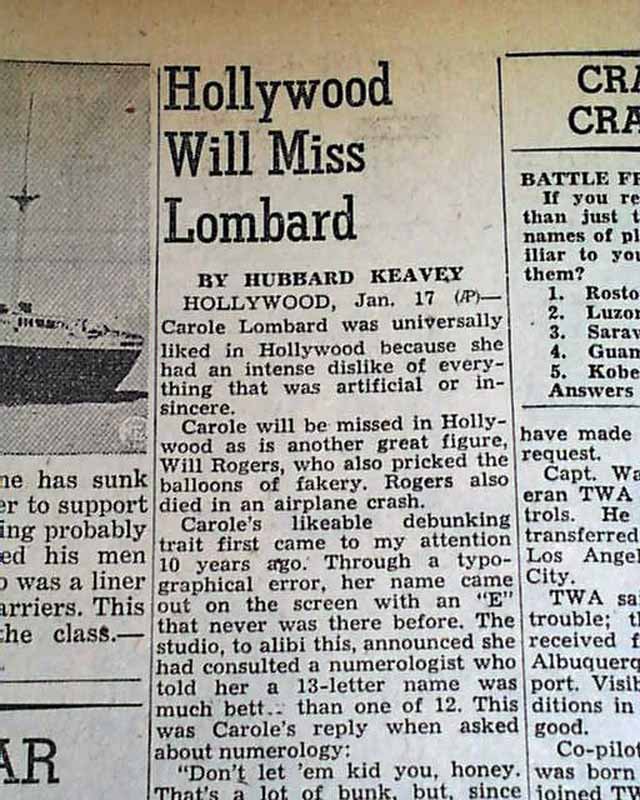 Hollywood
Will Miss
Lombard
BY HUBBARD KEAVEY
HOLLYWOOD, Jan. 17 (AP)—
Carole Lombard was universally
liked in Hollywood because she
had an intense dislike of every-
thing that was artificial or in-
sincere.
Carole will be missed in Holly-
wood as is another great figure,
Will Rogers, who also pricked the
balloons of fakery. Rogers also
died in an airplane crash.
Carole's likeable debunking
trait first came to my attention
10 years ago. Through a typo-
graphical error, her name came
out on the screen with an "E"
that never was there before. The
studio, to alibi this, announced she
had consulted a numerologist who
told her a 13-letter name was
much bett.. than one of 12. This
was Carole's reply when asked
about numerology:
"Don't let 'em kid you, honey.
That's a lot of bunk, but, since
ne has sunk
er to support
ing probably
ed his men
o was a liner
arriers. This
the class.—
AR
CRA
CRA
BATTLE FR
If you re
than just t
names of pl
iliar to you
them?
1. Rosto
2. Luzon
3. Sarav
4. Guan
5. Kobe
Answers
have made
request.
Capt. Wa
eran TWA
trols. He
transferred
Los Angel
City.
TWA sai
trouble; th
received f
Albuquerq
port. Visib
ditions in
good.
Co-pilot
was born
joined TW